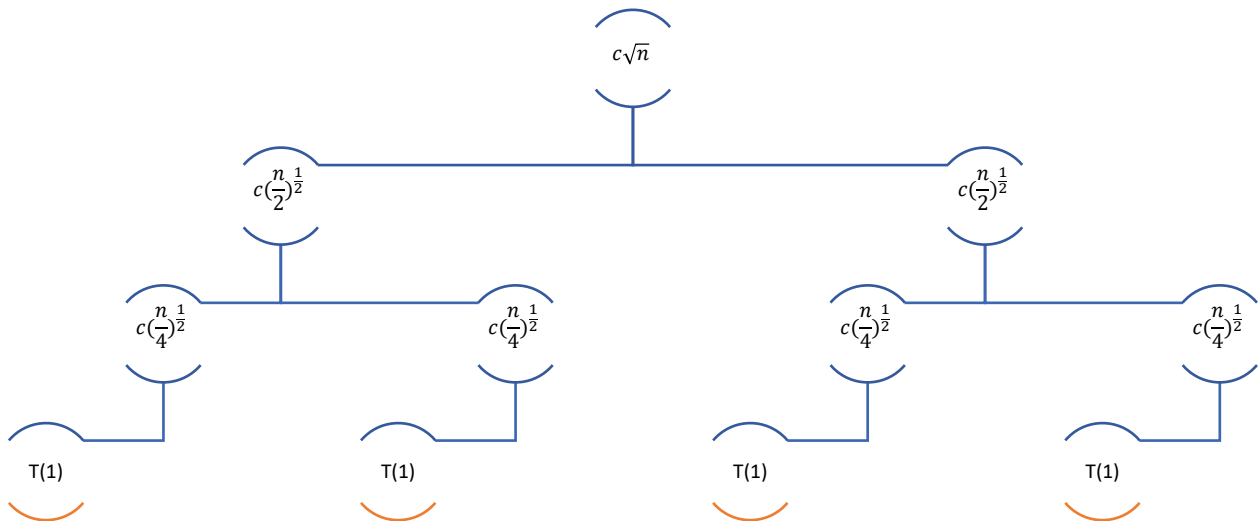 c√n
c(n/2)^1/2 c(n/2)^1/2
c(n/4)^1/2 c(n/4)^1/2 c(n/4)^1/2 c(n/4)^1/2
T(1) T(1) T(1) T(1)